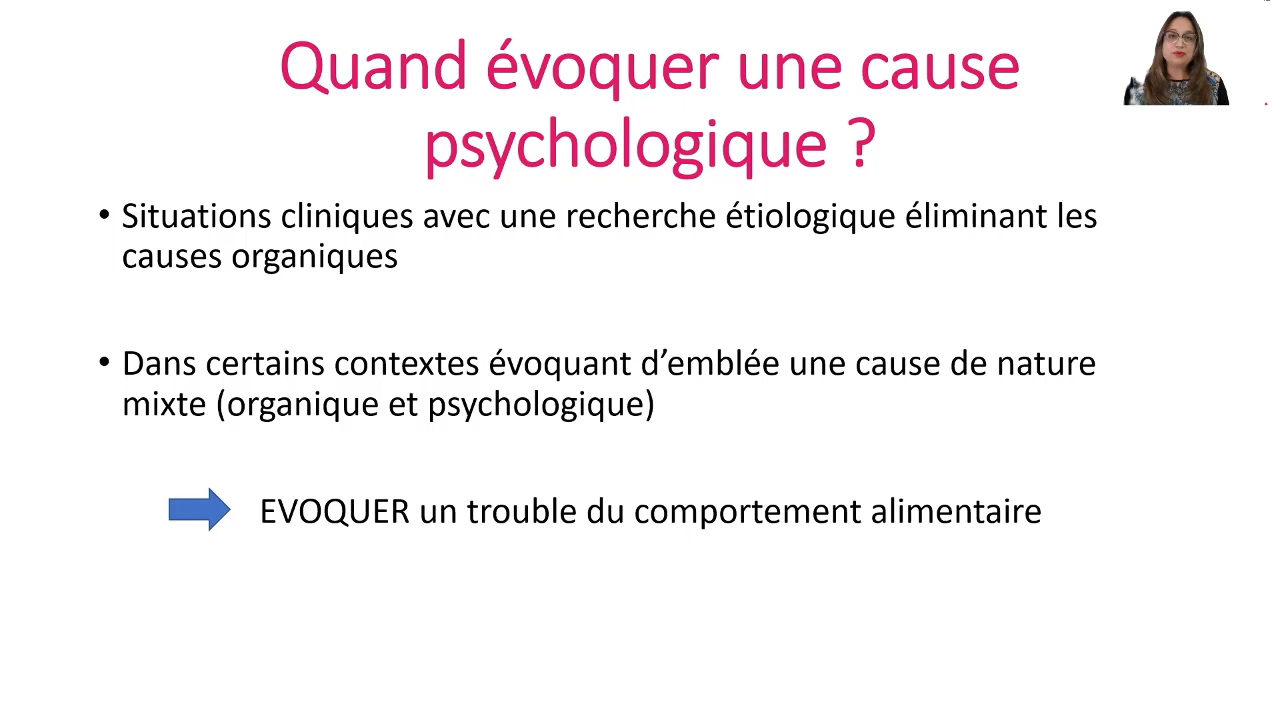 Quand évoquer une cause
psychologique ?
• Situations cliniques avec une recherche étiologique éliminant les
causes organiques
• Dans certains contextes évoquant d’emblée une cause de nature
mixte (organique et psychologique)
EVOQUER un trouble du comportement alimentaire